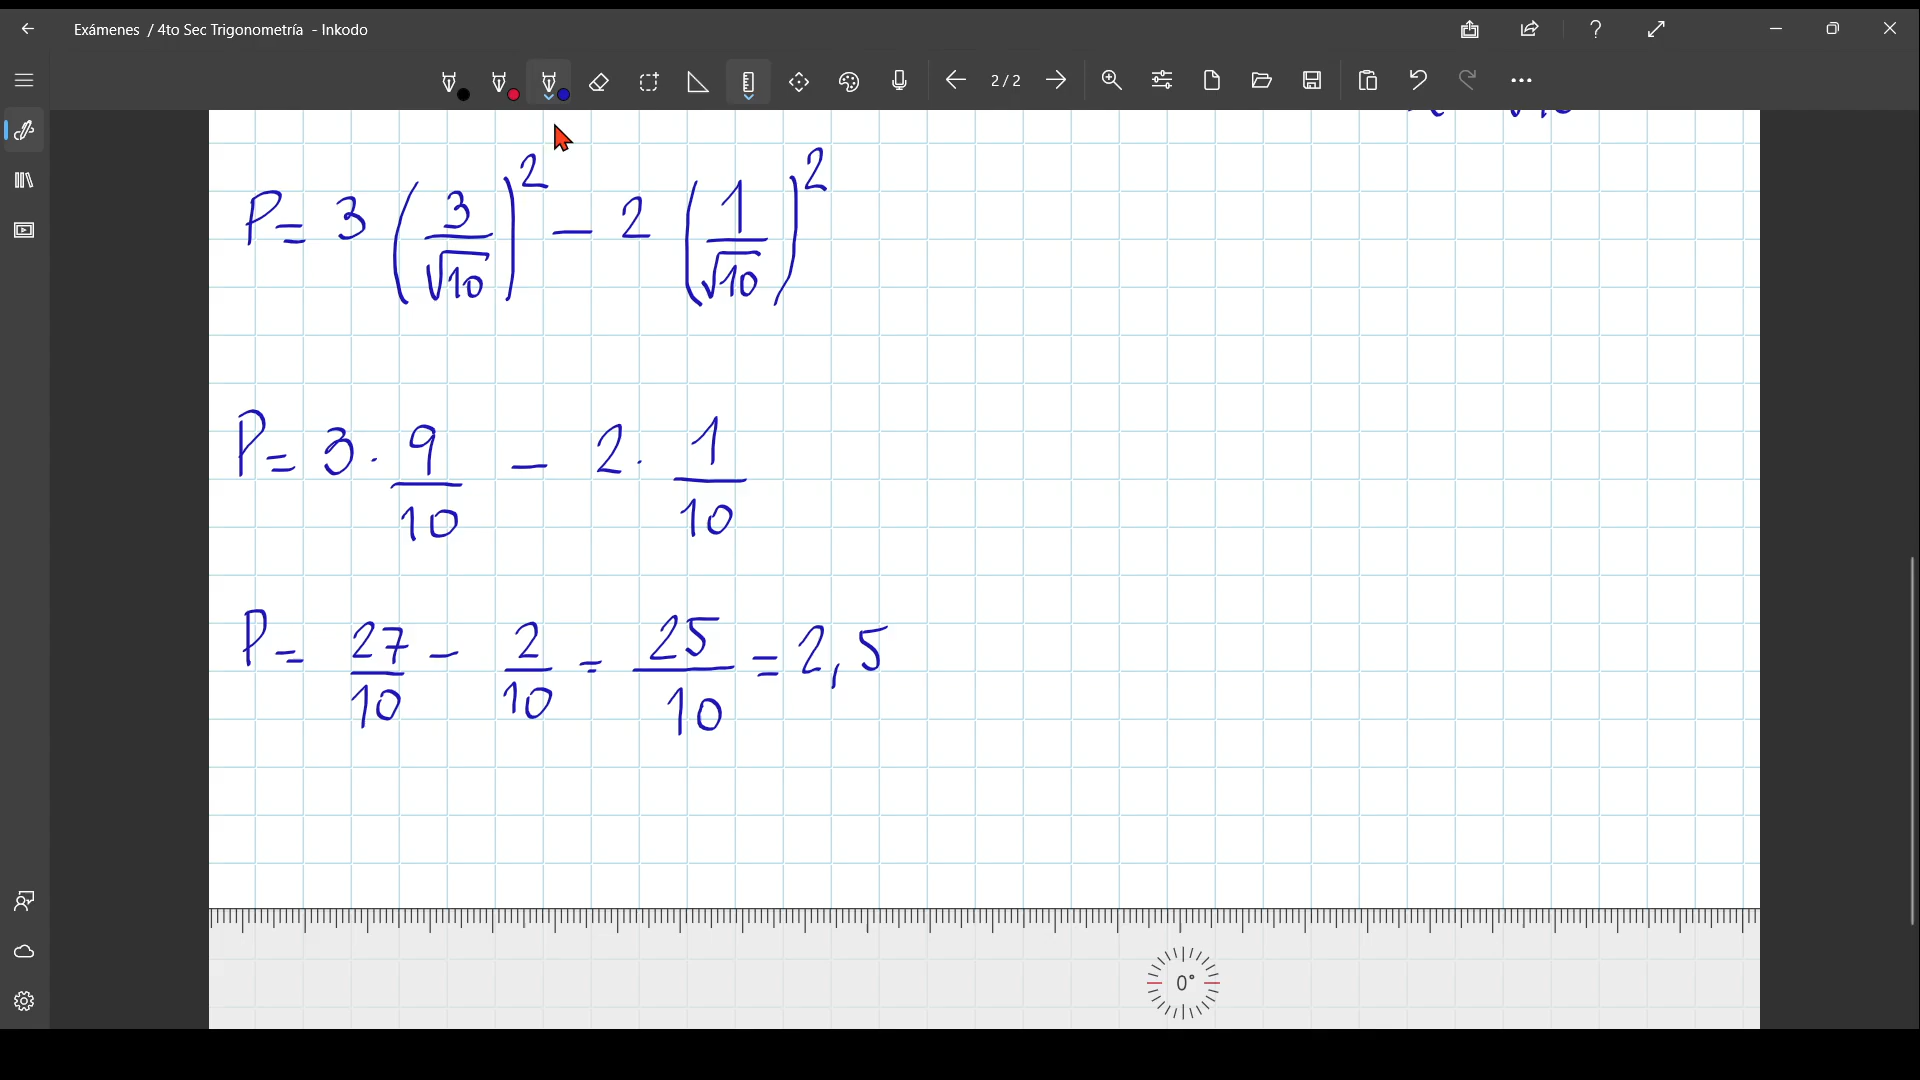 Exámenes / 4to Sec Trigonometría - Inkodo
2 / 2
P= 3 (3/√10)² - 2 (1/√10)²
P= 3 · 9/10 - 2 · 1/10
P= 27/10 - 2/10 = 25/10 = 2,5
0°